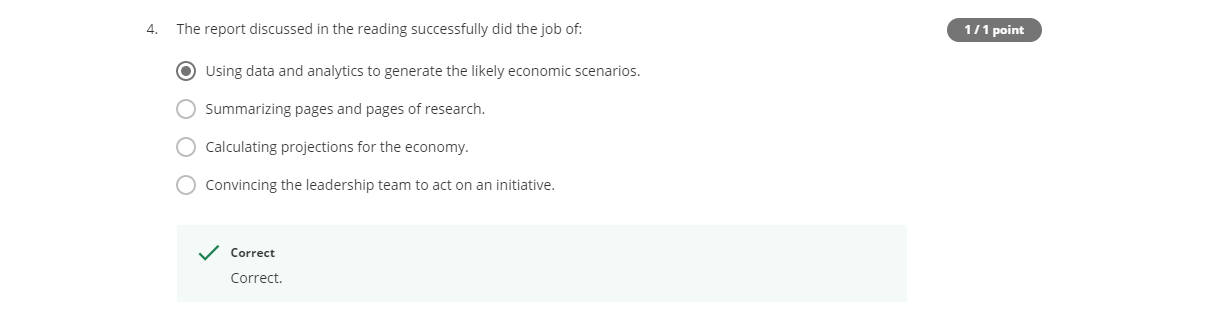 4. The report discussed in the reading successfully did the job of:
1 / 1 point
Using data and analytics to generate the likely economic scenarios.
Summarizing pages and pages of research.
Calculating projections for the economy.
Convincing the leadership team to act on an initiative.
Correct
Correct.